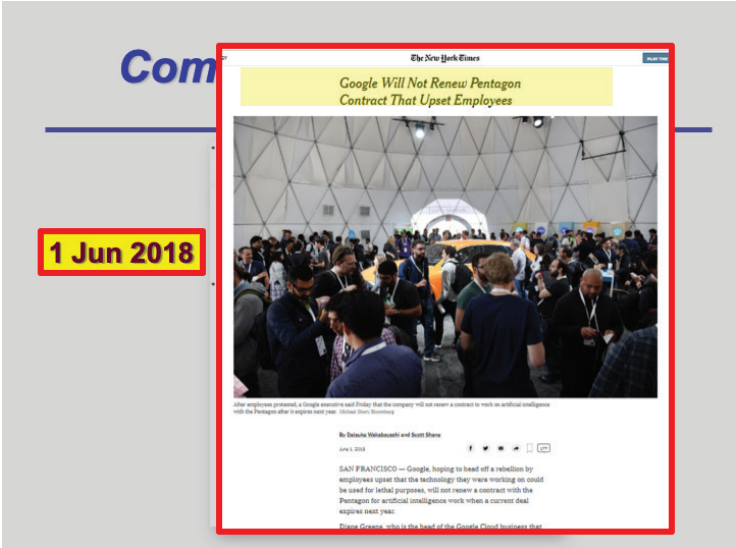 Com
The New York Times
Google Will Not Renew Pentagon
Contract That Upset Employees
1 Jun 2018
After employees protested, a Google executive said Friday that the company will not renew a contract to work on artificial intelligence
with the Pentagon after it expires next year. Michael Short/Bloomberg
By Daisuke Wakabayashi and Scott Shane
June 1, 2018
SAN FRANCISCO — Google, hoping to head off a rebellion by
employees upset that the technology they were working on could
be used for lethal purposes, will not renew a contract with the
Pentagon for artificial intelligence work when a current deal
expires next year.
Diane Greene, who is the head of the Google Cloud business that